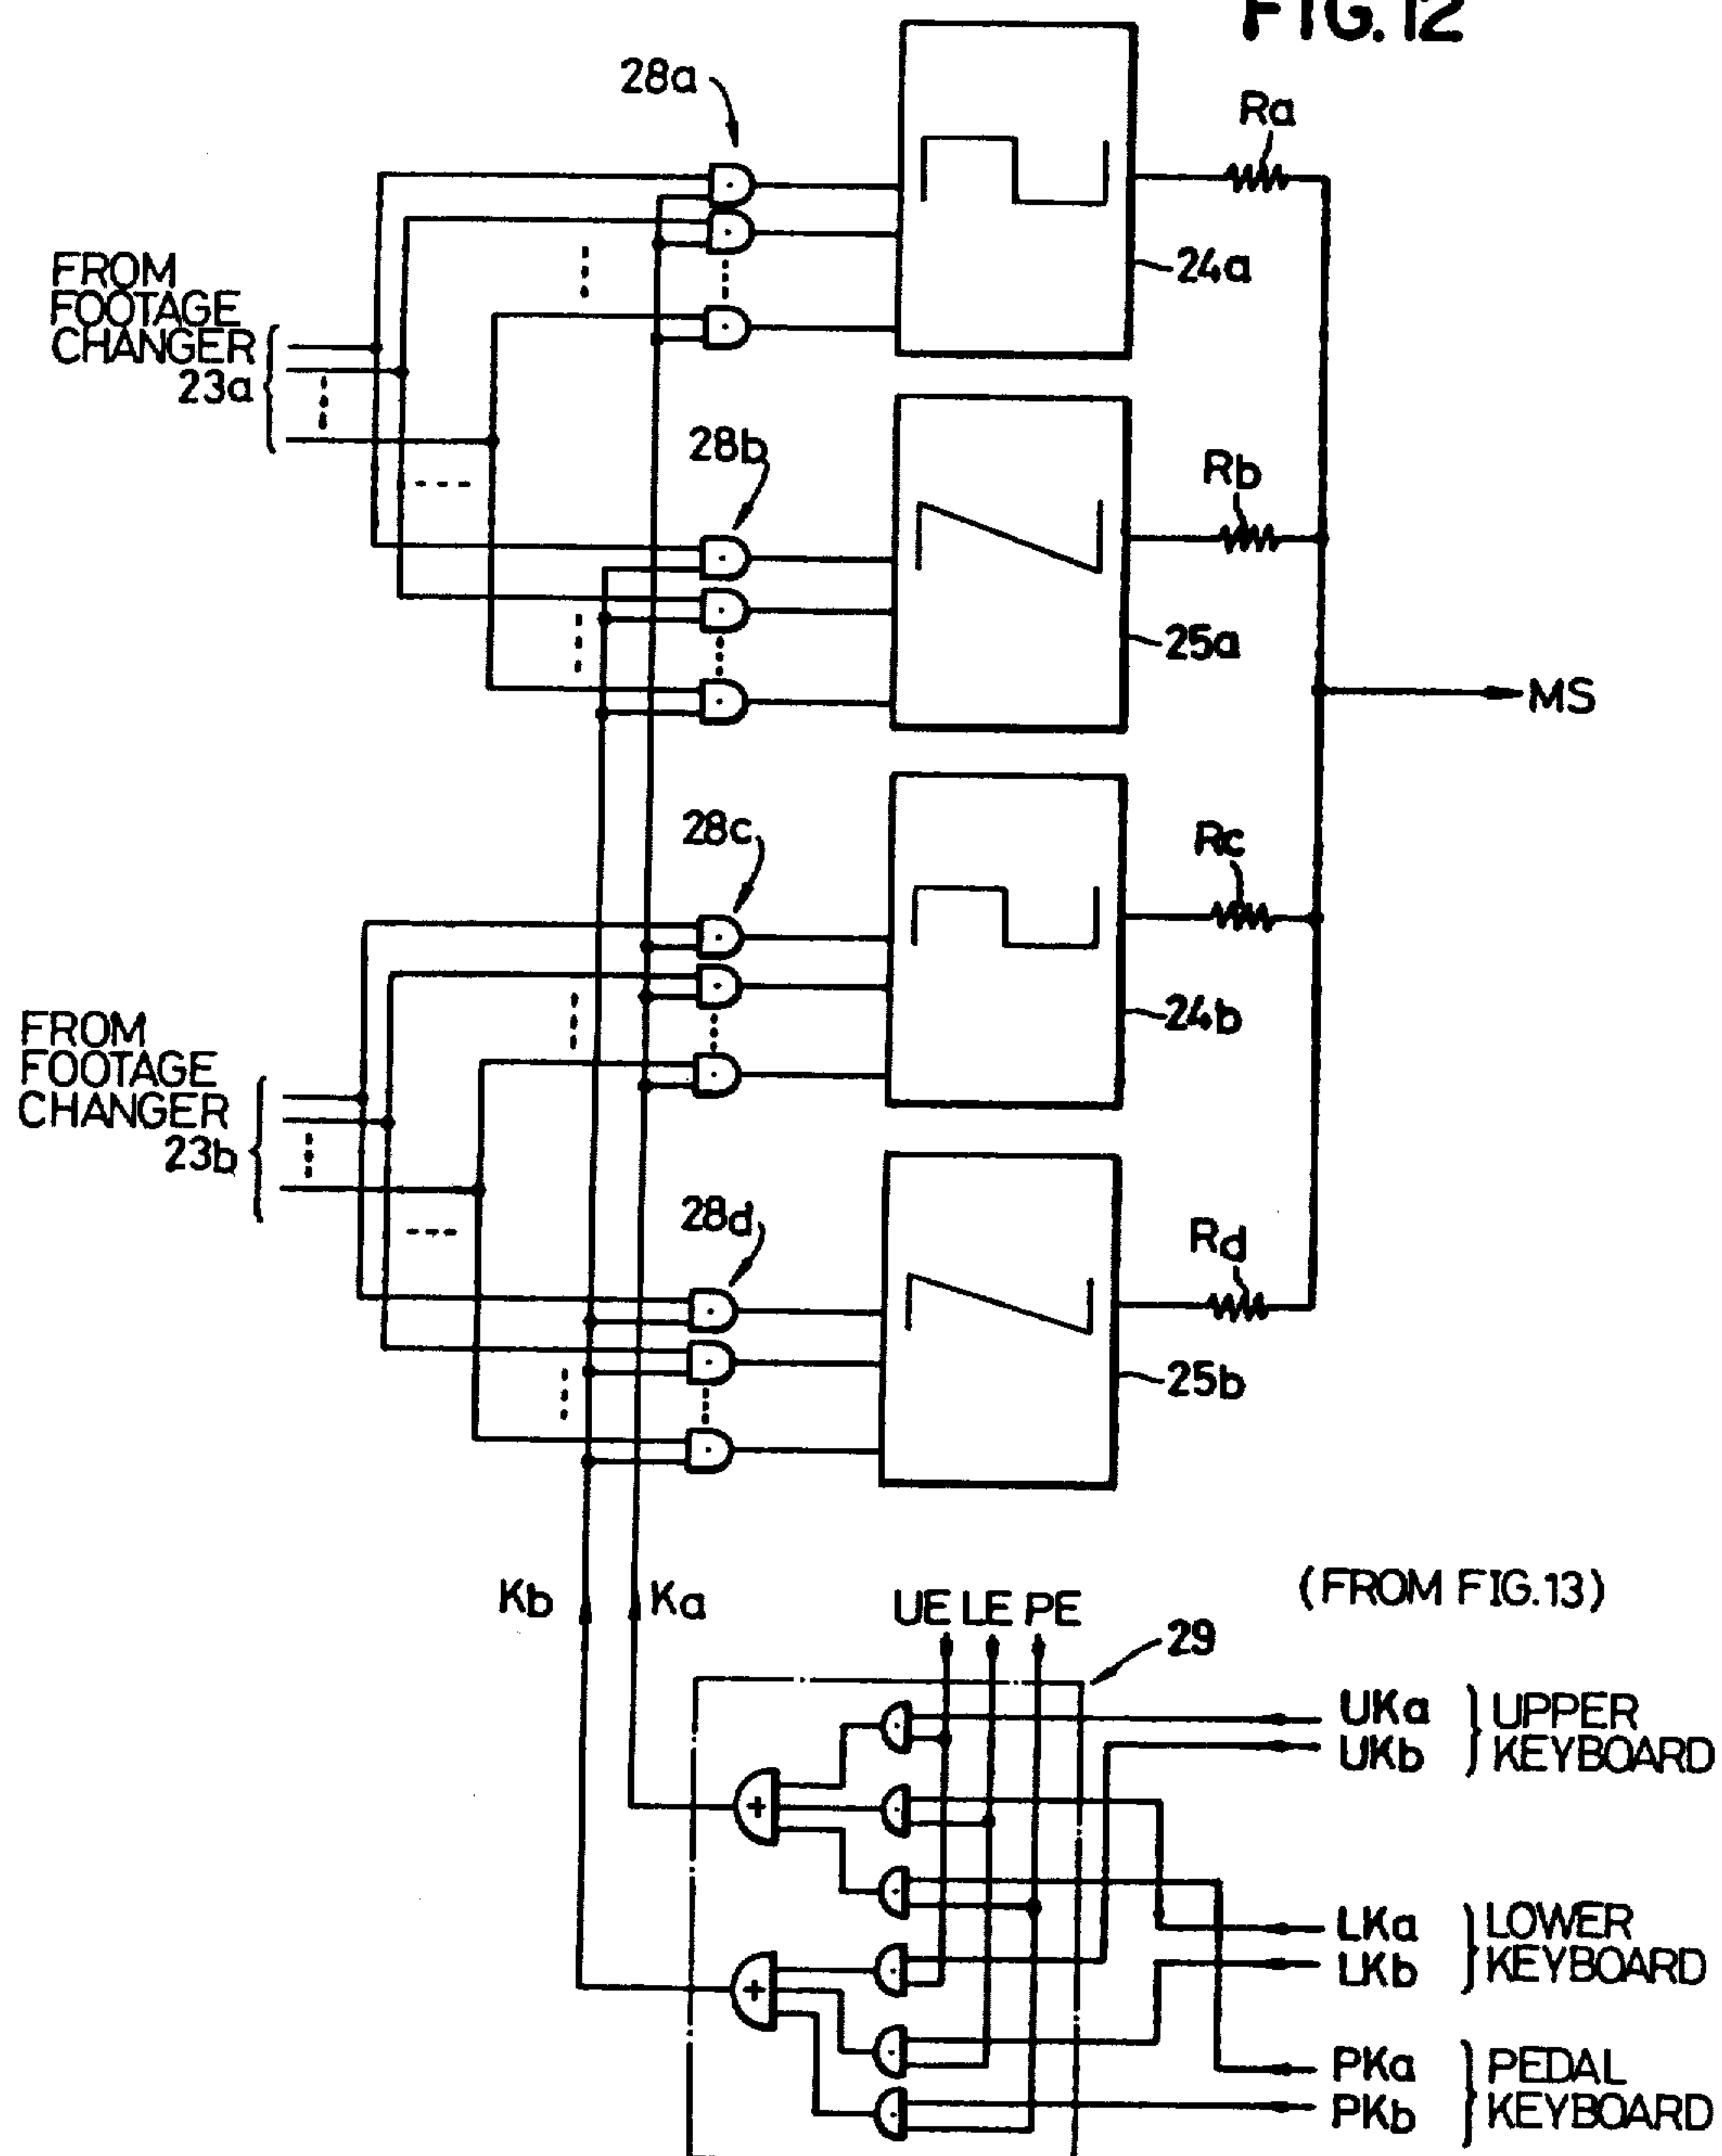 FIG. 12
28a
Ra
24a
FROM
FOOTAGE
CHANGER
23a
28b
Rb
25a
MS
28c
Rc
24b
FROM
FOOTAGE
CHANGER
23b
28d
Rd
25b
Kb
Ka
UE LE PE
(FROM FIG.13)
29
UKa
UKb
UPPER
KEYBOARD
LKa
LKb
LOWER
KEYBOARD
PKa
PKb
PEDAL
KEYBOARD